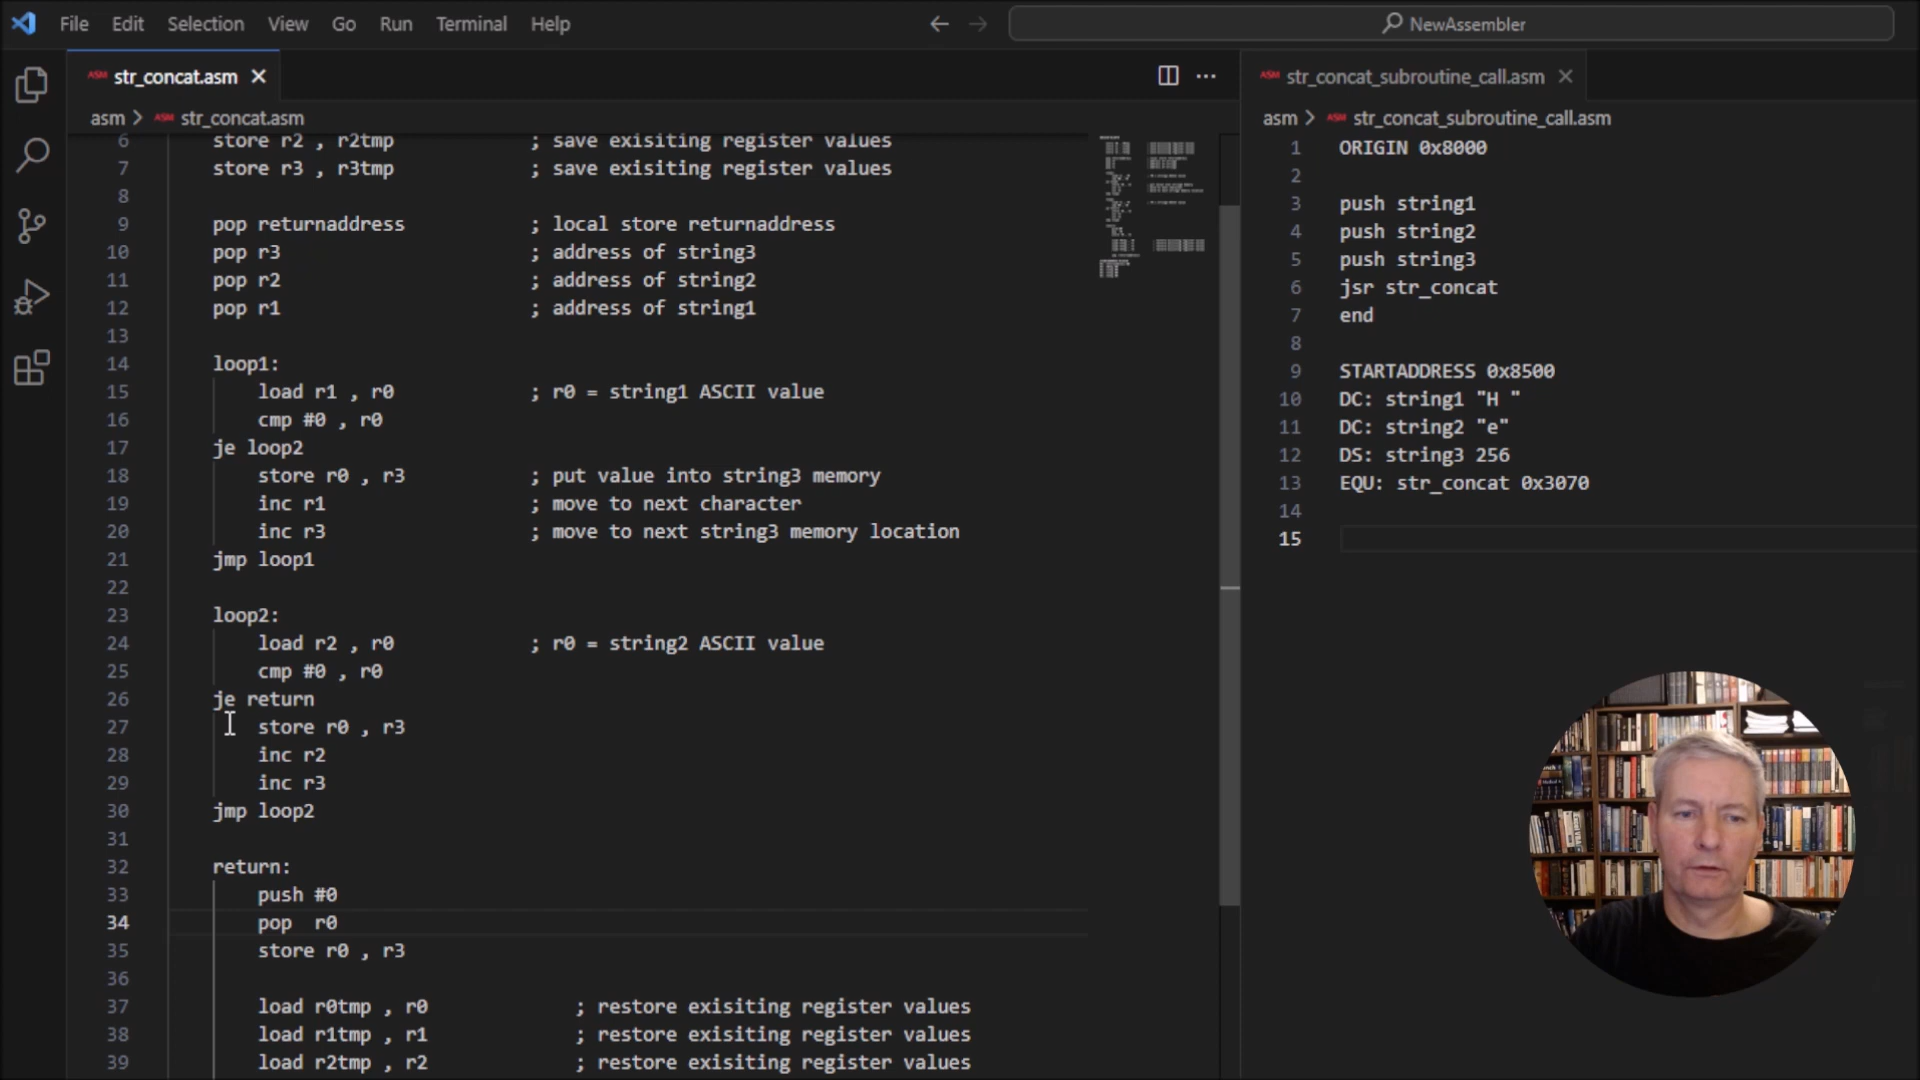 File Edit Selection View Go Run Terminal Help
NewAssembler
ASM str_concat.asm
asm > ASM str_concat.asm
6 store r2 , r2tmp ; save exisiting register values
7 store r3 , r3tmp ; save exisiting register values
8
9 pop returnaddress ; local store returnaddress
10 pop r3 ; address of string3
11 pop r2 ; address of string2
12 pop r1 ; address of string1
13
14 loop1:
15 load r1 , r0 ; r0 = string1 ASCII value
16 cmp #0 , r0
17 je loop2
18 store r0 , r3 ; put value into string3 memory
19 inc r1 ; move to next character
20 inc r3 ; move to next string3 memory location
21 jmp loop1
22
23 loop2:
24 load r2 , r0 ; r0 = string2 ASCII value
25 cmp #0 , r0
26 je return
27 store r0 , r3
28 inc r2
29 inc r3
30 jmp loop2
31
32 return:
33 push #0
34 pop  r0
35 store r0 , r3
36
37 load r0tmp , r0 ; restore exisiting register values
38 load r1tmp , r1 ; restore exisiting register values
39 load r2tmp , r2 ; restore exisiting register values
ASM str_concat_subroutine_call.asm
asm > ASM str_concat_subroutine_call.asm
1 ORIGIN 0x8000
2
3 push string1
4 push string2
5 push string3
6 jsr str_concat
7 end
8
9 STARTADDRESS 0x8500
10 DC: string1 "H "
11 DC: string2 "e"
12 DS: string3 256
13 EQU: str_concat 0x3070
14
15